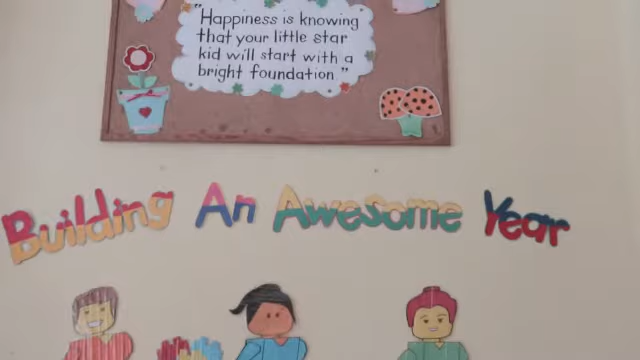 "Happiness is knowing
that your little star
kid will start with a
bright foundation."
Building An Awesome Year